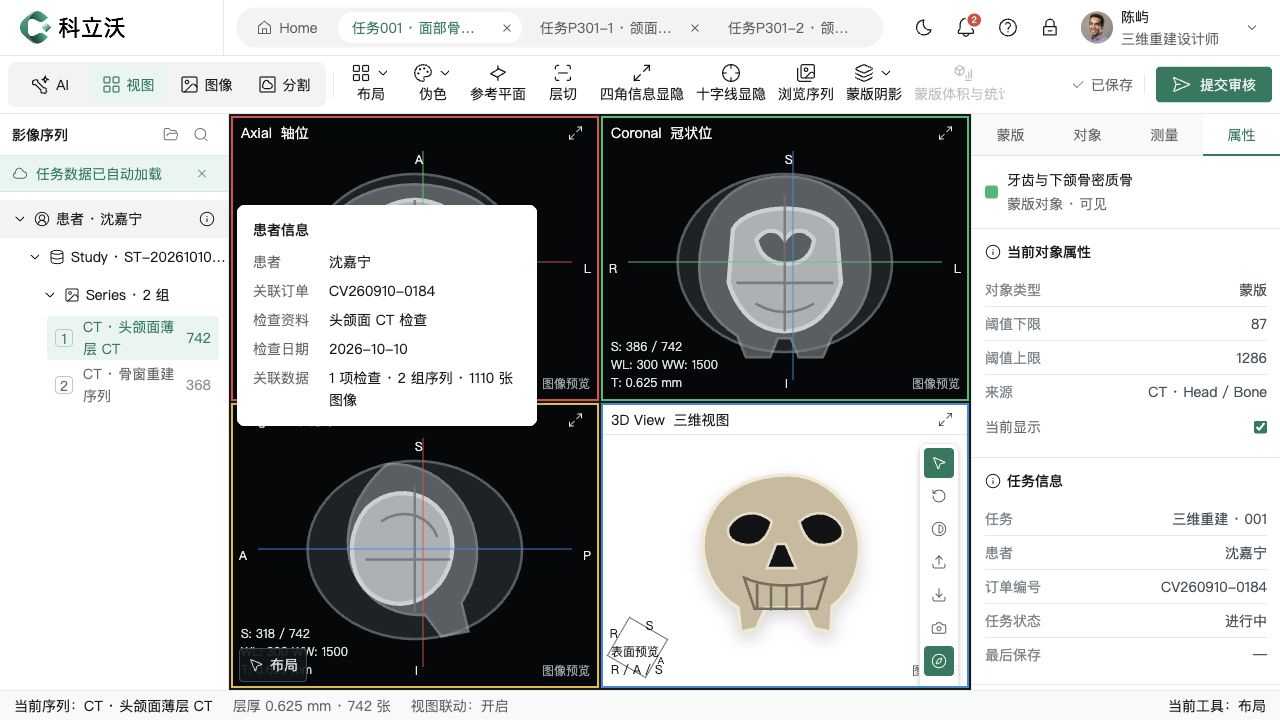 科立沃
Home
任务001 · 面部骨...
任务P301-1 · 颌面...
任务P301-2 · 颌...
2
陈屿
三维重建设计师
AI
视图
图像
分割
布局
伪色
参考平面
层切
四角信息显隐
十字线显隐
浏览序列
蒙版阴影
蒙版体积与统计
已保存
提交审核
影像序列
任务数据已自动加载
患者 · 沈嘉宁
Study · ST-20261010...
Series · 2 组
1
CT · 头颌面薄层 CT
742
2
CT · 骨窗重建序列
368
Axial 轴位
A
L
图像预览
患者信息
患者 沈嘉宁
关联订单 CV260910-0184
检查资料 头颌面 CT 检查
检查日期 2026-10-10
关联数据 1 项检查 · 2 组序列 · 1110 张
图像
Coronal 冠状位
S
R
L
I
S: 386 / 742
WL: 300 WW: 1500
T: 0.625 mm
图像预览
S
A
P
I
S: 318 / 742
WL: 300 WW: 1500
布局
图像预览
3D View 三维视图
S
R
表面预览
A
R / A / S
蒙版
对象
测量
属性
牙齿与下颌骨密质骨
蒙版对象 · 可见
当前对象属性
对象类型 蒙版
阈值下限 87
阈值上限 1286
来源 CT · Head / Bone
当前显示
任务信息
任务 三维重建 · 001
患者 沈嘉宁
订单编号 CV260910-0184
任务状态 进行中
最后保存 —
当前序列: CT · 头颌面薄层 CT
层厚 0.625 mm · 742 张
视图联动: 开启
当前工具: 布局